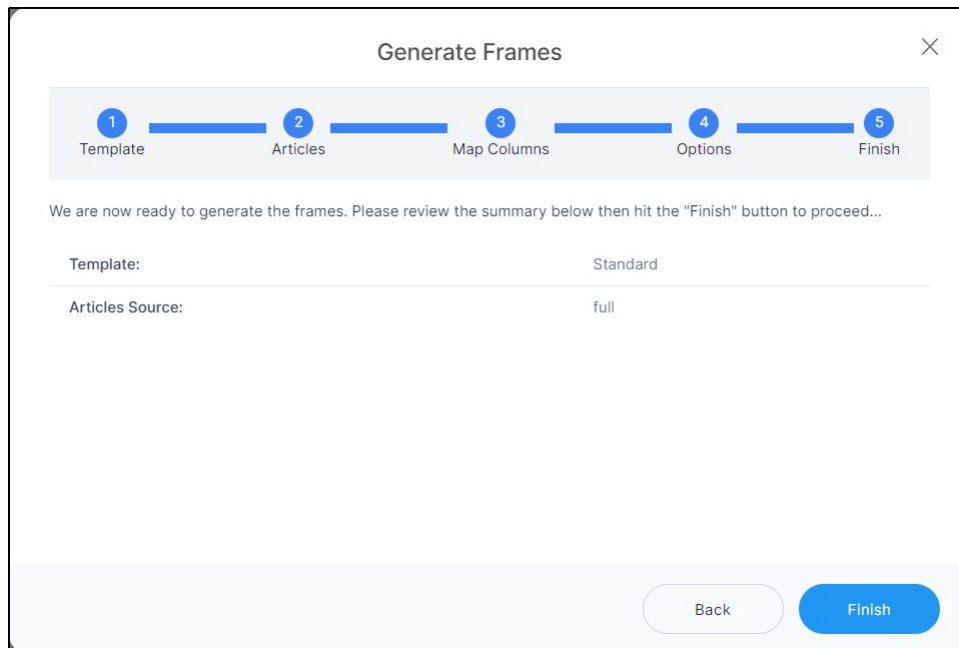 Generate Frames
1 2 3 4 5
Template Articles Map Columns Options Finish
We are now ready to generate the frames. Please review the summary below then hit the "Finish" button to proceed...
Template: Standard
Articles Source: full
Back Finish